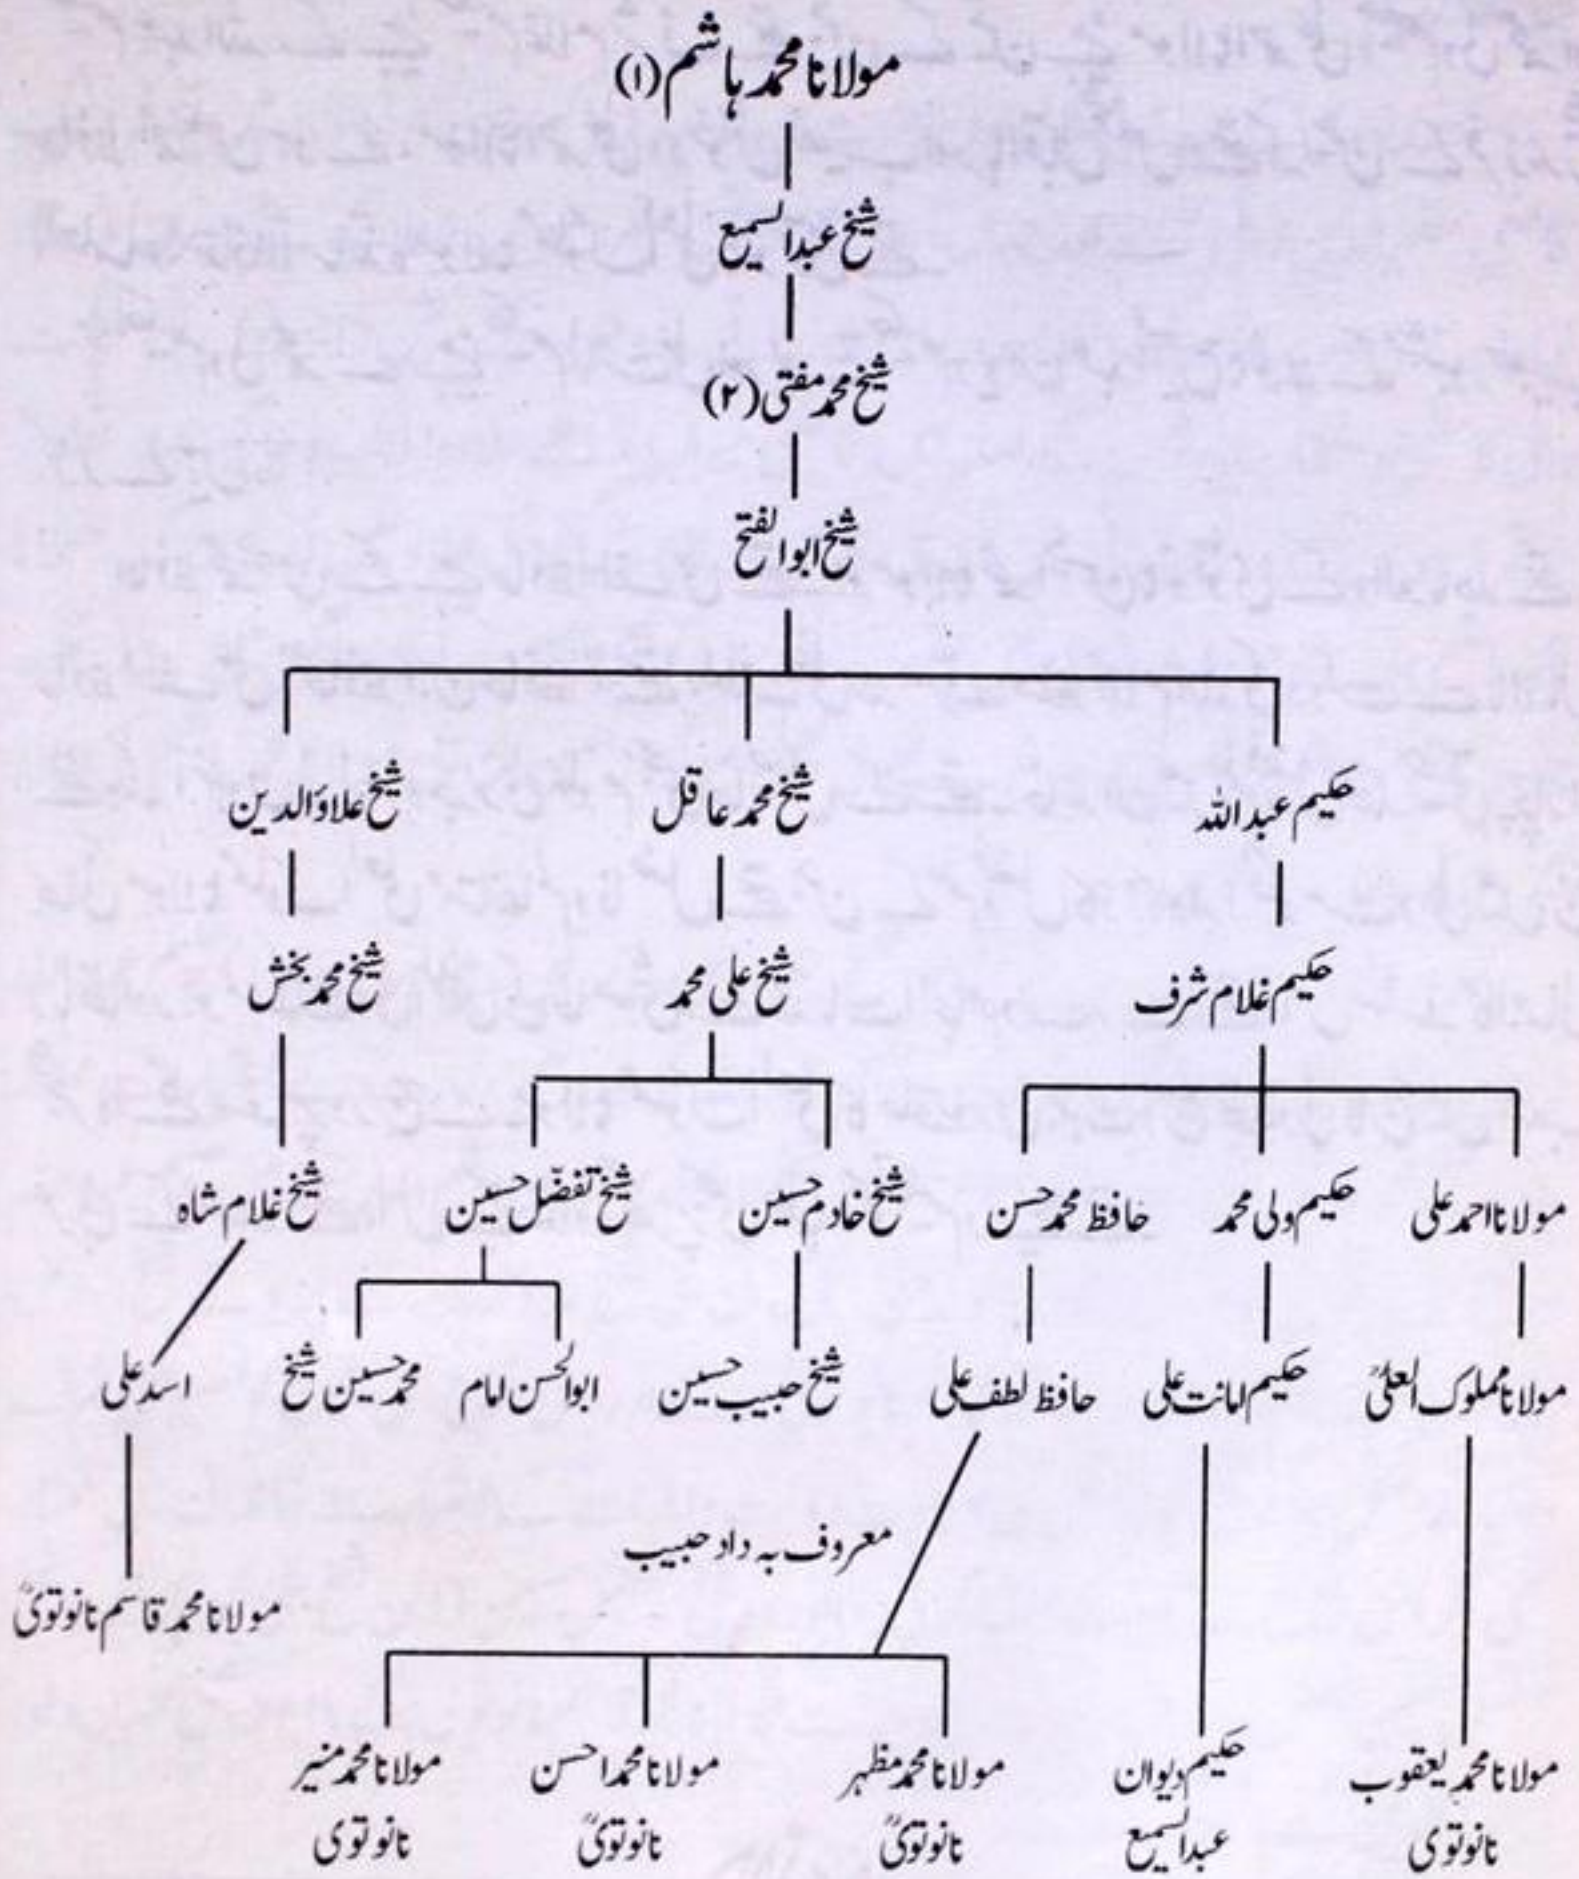 مولانا محمد ہاشم (۱)
شیخ عبدالسمیع
شیخ محمد مفتی (۲)
شیخ ابوالفتح
حکیم عبداللہ
شیخ محمد عاقل
شیخ علاؤالدین
حکیم غلام شرف
شیخ علی محمد
شیخ محمد بخش
مولانا احمد علی
حکیم ولی محمد
حافظ محمد حسن
شیخ خادم حسین
شیخ تفضّل حسین
شیخ غلام شاہ
مولانا مملوک العلیؒ
حکیم امانت علی
حافظ لطف علی
شیخ حبیب حسین
ابوالحسن امام
محمد حسین شیخ
اسد علی
معروف بہ داد حبیب
مولانا محمد قاسم نانوتویؒ
مولانا محمد یعقوب
نانوتوی
حکیم دیوان
عبدالسمیع
مولانا محمد مظہر
نانوتویؒ
مولانا محمد احسن
نانوتویؒ
مولانا محمد منیر
نانوتوی